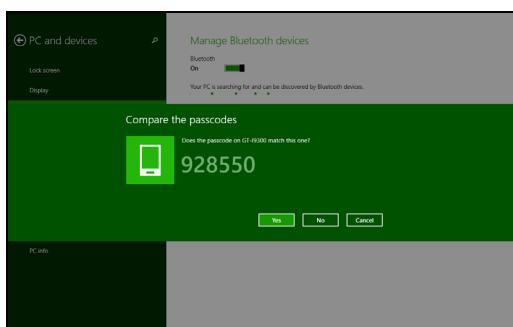 PC and devices
Manage Bluetooth devices
Bluetooth
On
Lock screen
Your PC is searching for and can be discovered by Bluetooth devices.
Display
Compare the passcodes
Does the passcode on GT-I9300 match this one?
928550
Yes No Cancel
PC info